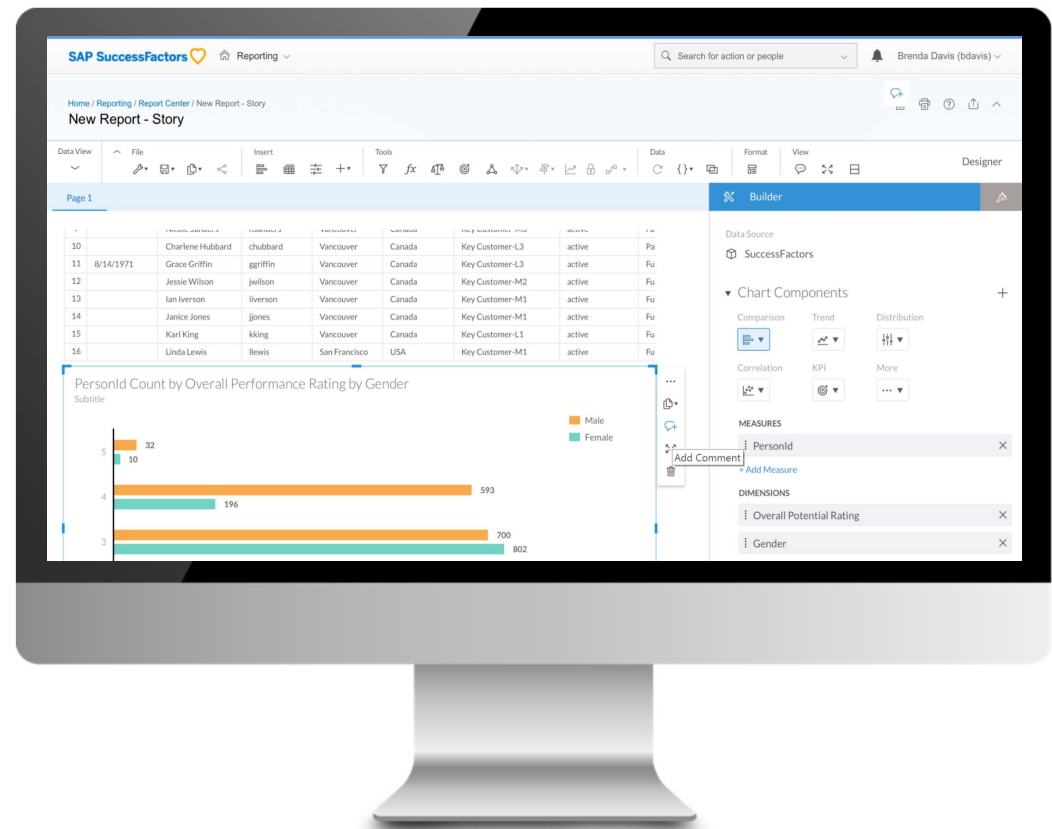 SAP SuccessFactors Reporting Search for action or people Brenda Davis (bdavis)
Home / Reporting / Report Center / New Report - Story
New Report - Story
Data View File Insert Tools Data Format View
Designer
Page 1 Builder
10 Charlene Hubbard chubbard Vancouver Canada Key Customer-L3 active Pa
11 8/14/1971 Grace Griffin ggriffin Vancouver Canada Key Customer-L3 active Fu
12 Jessie Wilson jwilson Vancouver Canada Key Customer-M2 active Fu
13 Ian Iverson iiverson Vancouver Canada Key Customer-M1 active Fu
14 Janice Jones jjones Vancouver Canada Key Customer-M1 active Fu
15 Karl King kking Vancouver Canada Key Customer-L1 active Fu
16 Linda Lewis llewis San Francisco USA Key Customer-M1 active Fu
PersonId Count by Overall Performance Rating by Gender
Subtitle
Male
Female
5 32
10
4 593
196
3 700
802
Add Comment
Data Source
SuccessFactors
Chart Components
Comparison Trend Distribution
Correlation KPI More
MEASURES
PersonId
+ Add Measure
DIMENSIONS
Overall Potential Rating
Gender